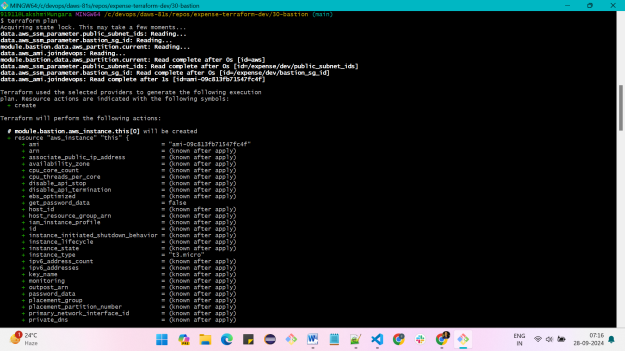 MINGW64:/c/devops/daws-81s/repos/expense-terraform-dev/30-bastion
MINGW64 /c/devops/daws-81s/repos/expense-terraform-dev/30-bastion (main)
$ terraform plan
Acquiring state lock. This may take a few moments...
data.aws_ssm_parameter.public_subnet_ids: Reading...
data.aws_ssm_parameter.bastion_sg_id: Reading...
module.bastion.data.aws_partition.current: Reading...
data.aws_ami.joindevops: Reading...
module.bastion.data.aws_partition.current: Read complete after 0s [id=aws]
data.aws_ssm_parameter.public_subnet_ids: Read complete after 0s [id=/expense/dev/public_subnet_ids]
data.aws_ssm_parameter.bastion_sg_id: Read complete after 0s [id=/expense/dev/bastion_sg_id]
data.aws_ami.joindevops: Read complete after 1s [id=ami-09c813fb71547fc4f]
Terraform used the selected providers to generate the following execution
plan. Resource actions are indicated with the following symbols:
+ create
Terraform will perform the following actions:
# module.bastion.aws_instance.this[0] will be created
+ resource "aws_instance" "this" {
+ ami = "ami-09c813fb71547fc4f"
+ arn = (known after apply)
+ associate_public_ip_address = (known after apply)
+ availability_zone = (known after apply)
+ cpu_core_count = (known after apply)
+ cpu_threads_per_core = (known after apply)
+ disable_api_stop = (known after apply)
+ disable_api_termination = (known after apply)
+ ebs_optimized = (known after apply)
+ get_password_data = false
+ host_id = (known after apply)
+ host_resource_group_arn = (known after apply)
+ iam_instance_profile = (known after apply)
+ id = (known after apply)
+ instance_initiated_shutdown_behavior = (known after apply)
+ instance_lifecycle = (known after apply)
+ instance_state = (known after apply)
+ instance_type = "t3.micro"
+ ipv6_address_count = (known after apply)
+ ipv6_addresses = (known after apply)
+ key_name = (known after apply)
+ monitoring = (known after apply)
+ outpost_arn = (known after apply)
+ password_data = (known after apply)
+ placement_group = (known after apply)
+ placement_partition_number = (known after apply)
+ primary_network_interface_id = (known after apply)
+ private_dns = (known after apply)
24°C
Haze
ENG
IN
07:16
28-09-2024